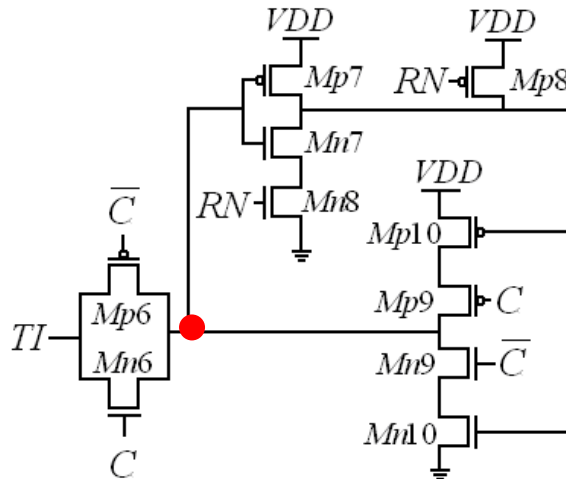 VDD
VDD
Mp7
RN
Mp8
Mn7
VDD
RN
Mn8
C̅
Mp10
Mp6
Mp9
C
TI
Mn6
Mn9
C̅
Mn10
C